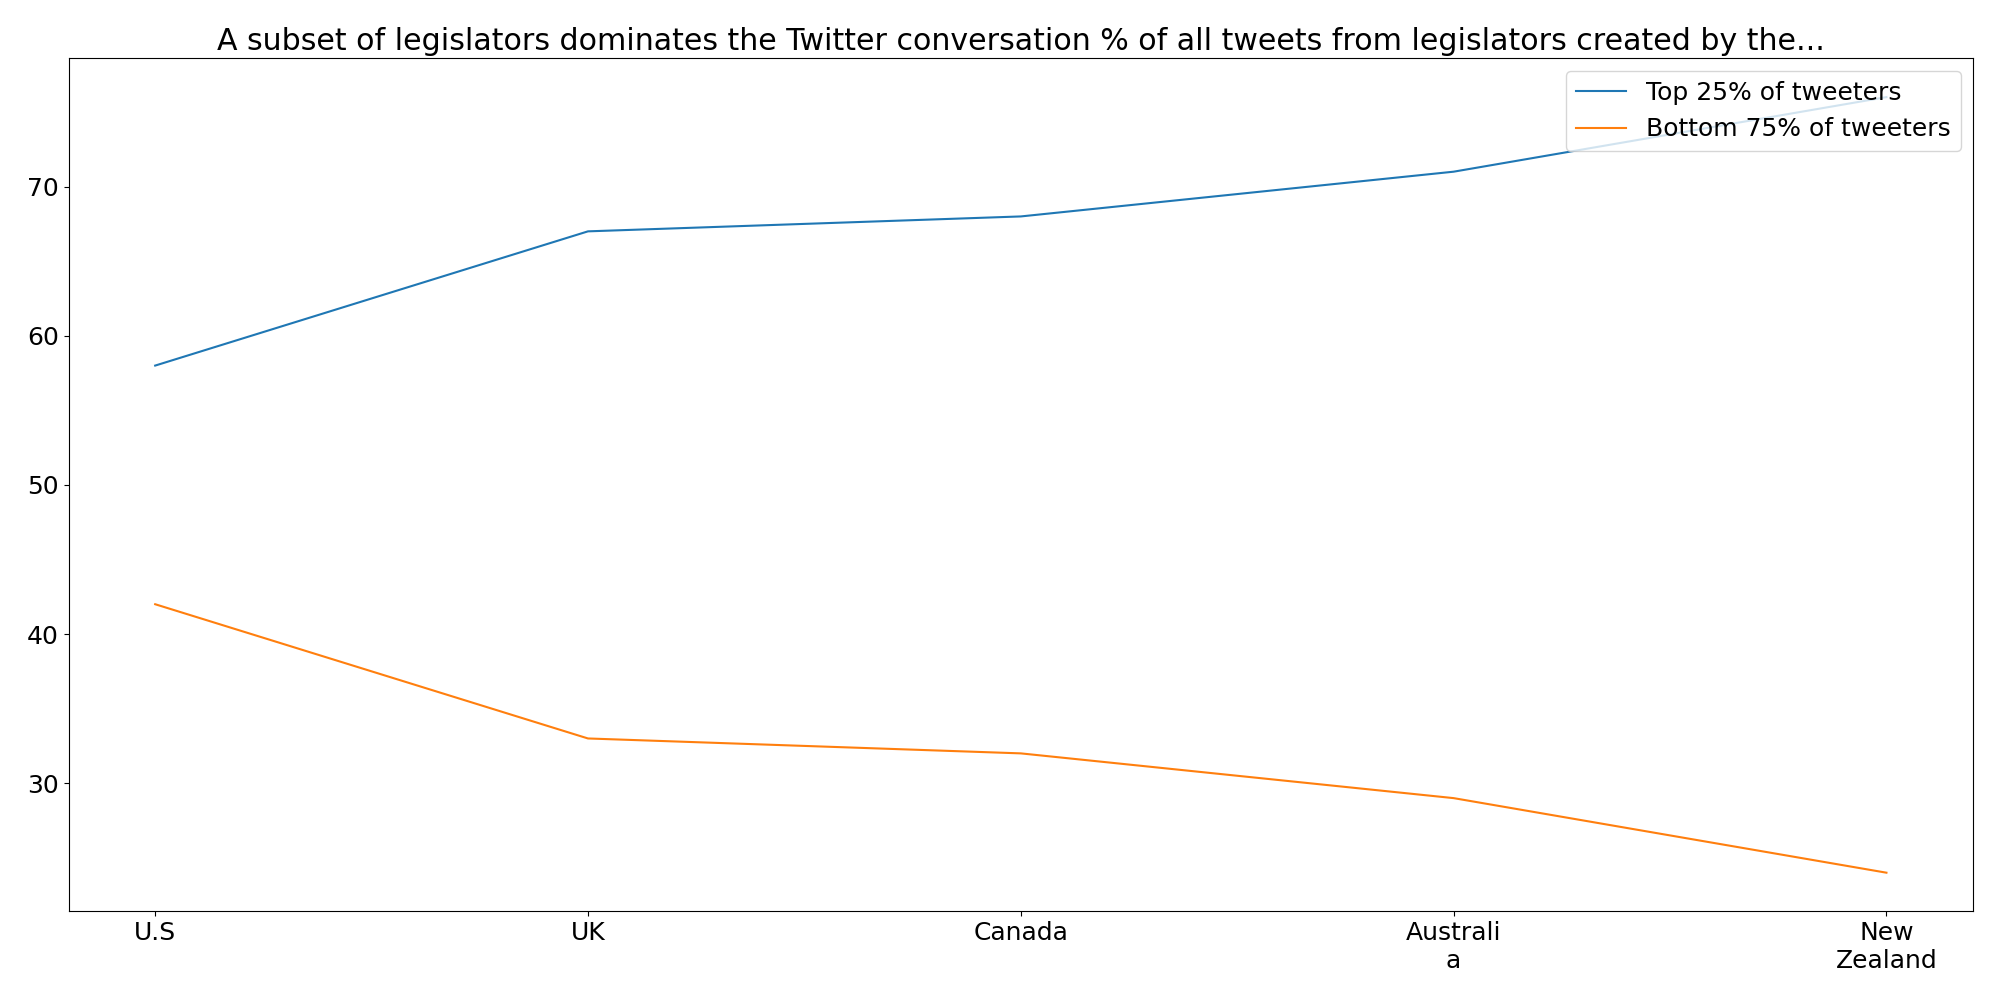 A subset of legislators dominates the Twitter conversation % of all tweets from legislators created by the...
Top 25% of tweeters
Bottom 75% of tweeters
70
60
50
40
30
U.S
UK
Canada
Australi
a
New
Zealand